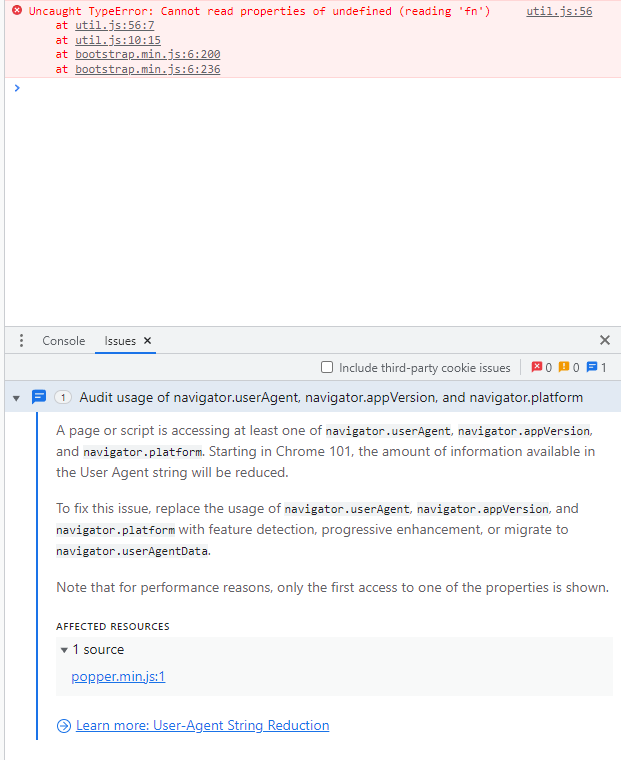 Uncaught TypeError: Cannot read properties of undefined (reading 'fn') util.js:56
at util.js:56:7
at util.js:10:15
at bootstrap.min.js:6:200
at bootstrap.min.js:6:236
Console Issues
Include third-party cookie issues 0 0 1
1 Audit usage of navigator.userAgent, navigator.appVersion, and navigator.platform
A page or script is accessing at least one of navigator.userAgent, navigator.appVersion,
and navigator.platform. Starting in Chrome 101, the amount of information available in
the User Agent string will be reduced.
To fix this issue, replace the usage of navigator.userAgent, navigator.appVersion, and
navigator.platform with feature detection, progressive enhancement, or migrate to
navigator.userAgentData.
Note that for performance reasons, only the first access to one of the properties is shown.
AFFECTED RESOURCES
1 source
popper.min.js:1
Learn more: User-Agent String Reduction